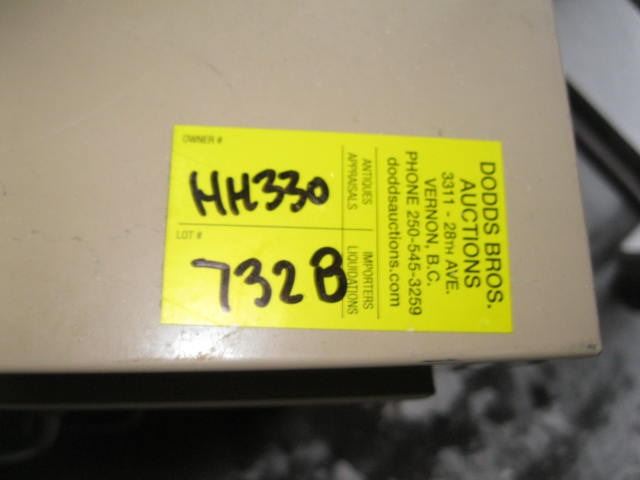 OWNER #
HH330
LOT #
732B
ANTIQUES
APPRAISALS
IMPORTERS
LIQUIDATIONS
DODDS BROS.
AUCTIONS
3311 - 28TH AVE.
VERNON, B.C.
PHONE 250-545-3259
doddsauctions.com